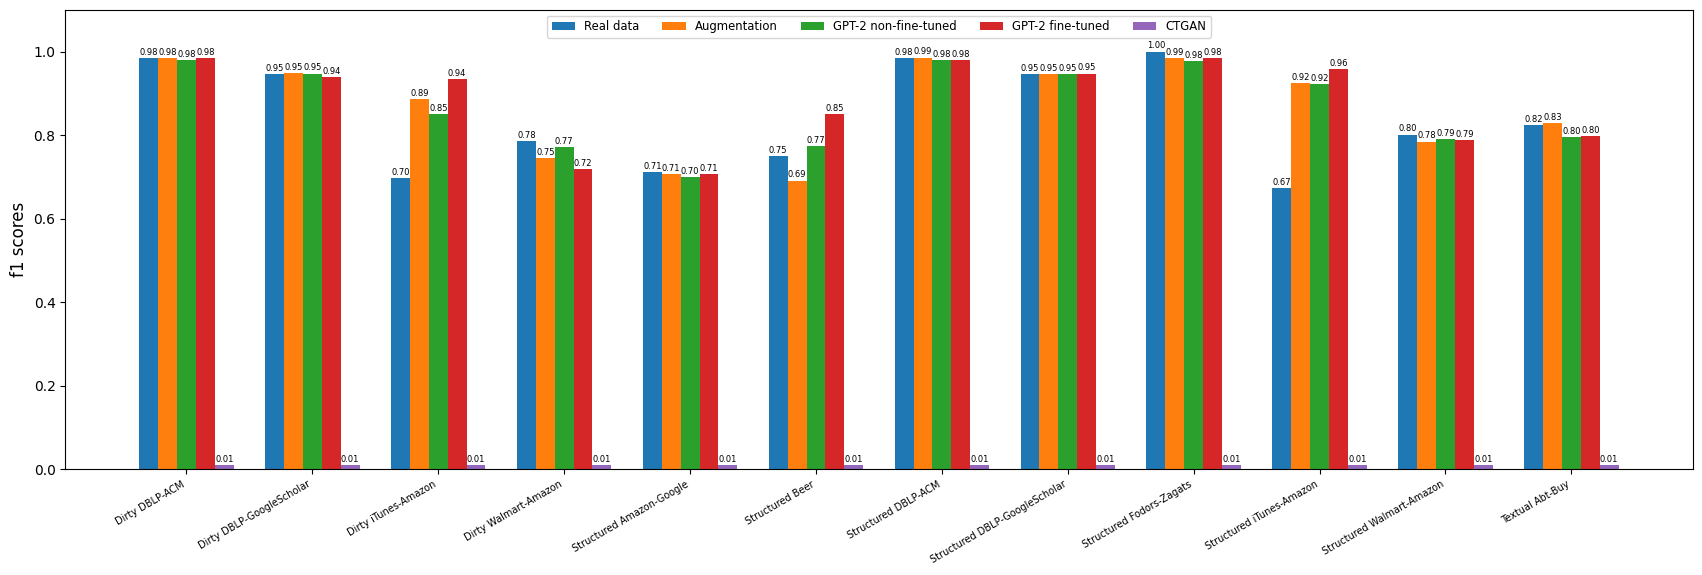 Real data Augmentation GPT-2 non-fine-tuned GPT-2 fine-tuned CTGAN
f1 scores
1.0
0.8
0.6
0.4
0.2
0.0
0.98 0.98 0.98 0.98 0.01
0.95 0.95 0.95 0.94 0.01
0.70 0.89 0.85 0.94 0.01
0.78 0.75 0.77 0.72 0.01
0.71 0.71 0.70 0.71 0.01
0.75 0.69 0.77 0.85 0.01
0.98 0.99 0.98 0.98 0.01
0.95 0.95 0.95 0.95 0.01
1.00 0.99 0.98 0.98 0.01
0.67 0.92 0.92 0.96 0.01
0.80 0.78 0.79 0.79 0.01
0.82 0.83 0.80 0.80 0.01
Dirty DBLP-ACM
Dirty DBLP-GoogleScholar
Dirty iTunes-Amazon
Dirty Walmart-Amazon
Structured Amazon-Google
Structured Beer
Structured DBLP-ACM
Structured DBLP-GoogleScholar
Structured Fodors-Zagats
Structured iTunes-Amazon
Structured Walmart-Amazon
Textual Abt-Buy